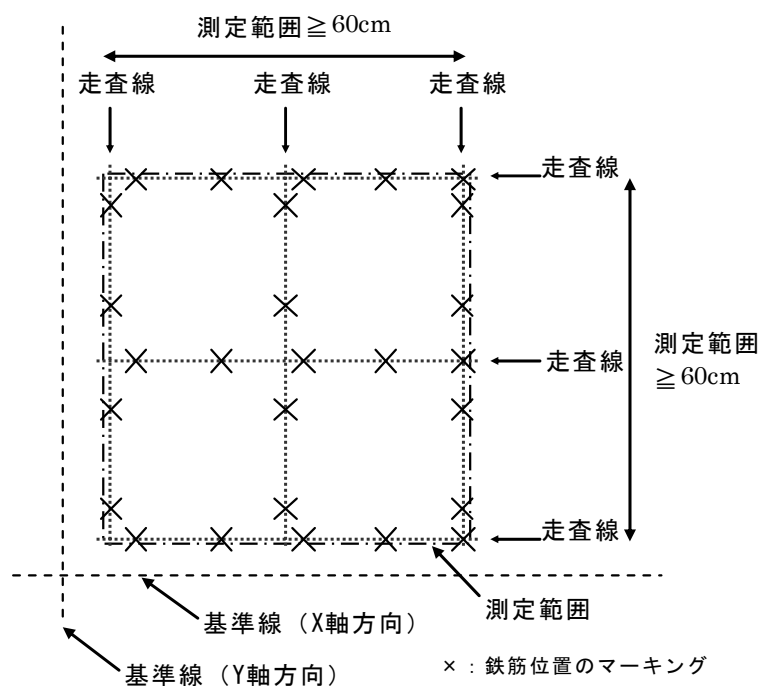 測定範囲≧60cm
走査線
走査線
走査線
走査線
測定範囲
≧60cm
走査線
走査線
測定範囲
基準線（X軸方向）
基準線（Y軸方向）
×：鉄筋位置のマーキング